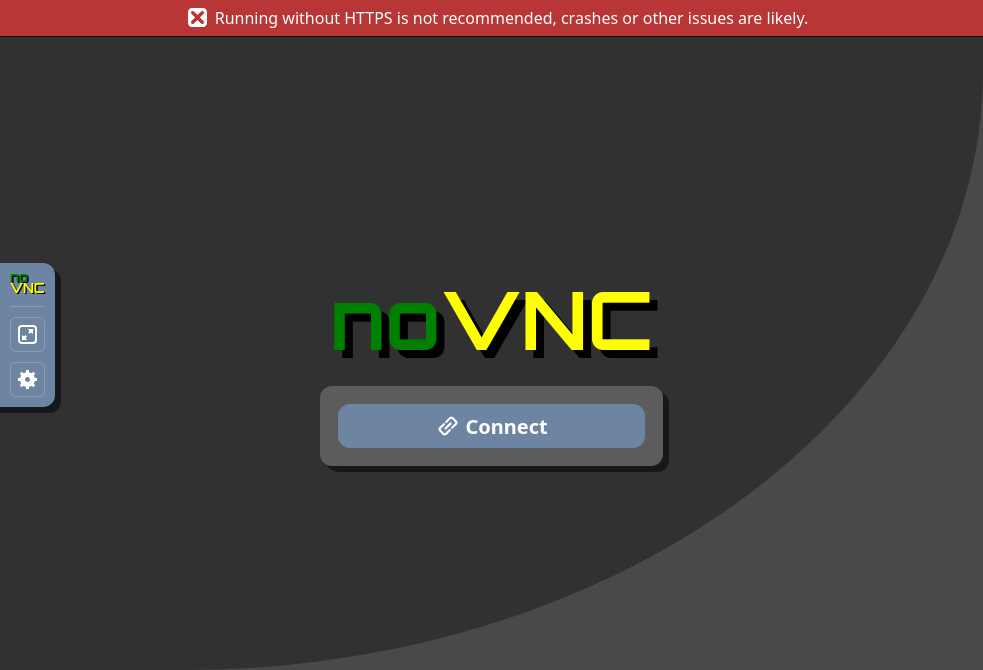 Running without HTTPS is not recommended, crashes or other issues are likely.
no
VNC
noVNC
Connect